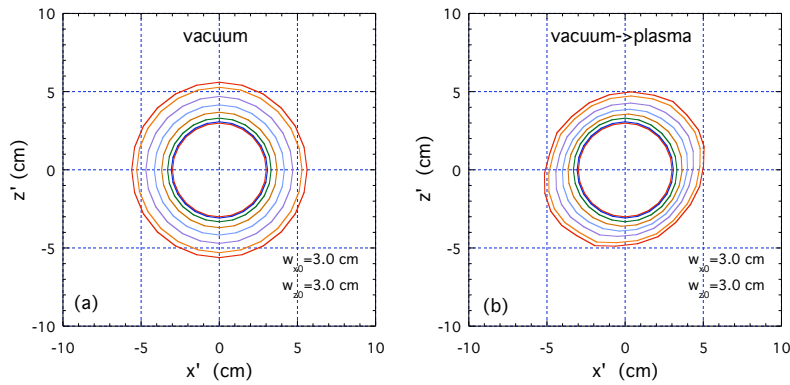 vacuum
10
5
0
-5
-10
z' (cm)
w_x0=3.0 cm
w_z0=3.0 cm
(a)
-10 -5 0 5 10
x' (cm)
vacuum->plasma
10
5
0
-5
-10
z' (cm)
w_x0=3.0 cm
w_z0=3.0 cm
(b)
-10 -5 0 5 10
x' (cm)